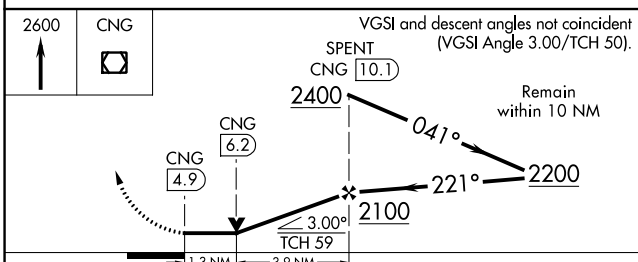 2600
CNG
VGSI and descent angles not coincident
(VGSI Angle 3.00/TCH 50).
SPENT
CNG 10.1
2400
Remain
within 10 NM
041°
2200
221°
2100
CNG
6.2
CNG
4.9
3.00°
TCH 59
1.3 NM
3.9 NM